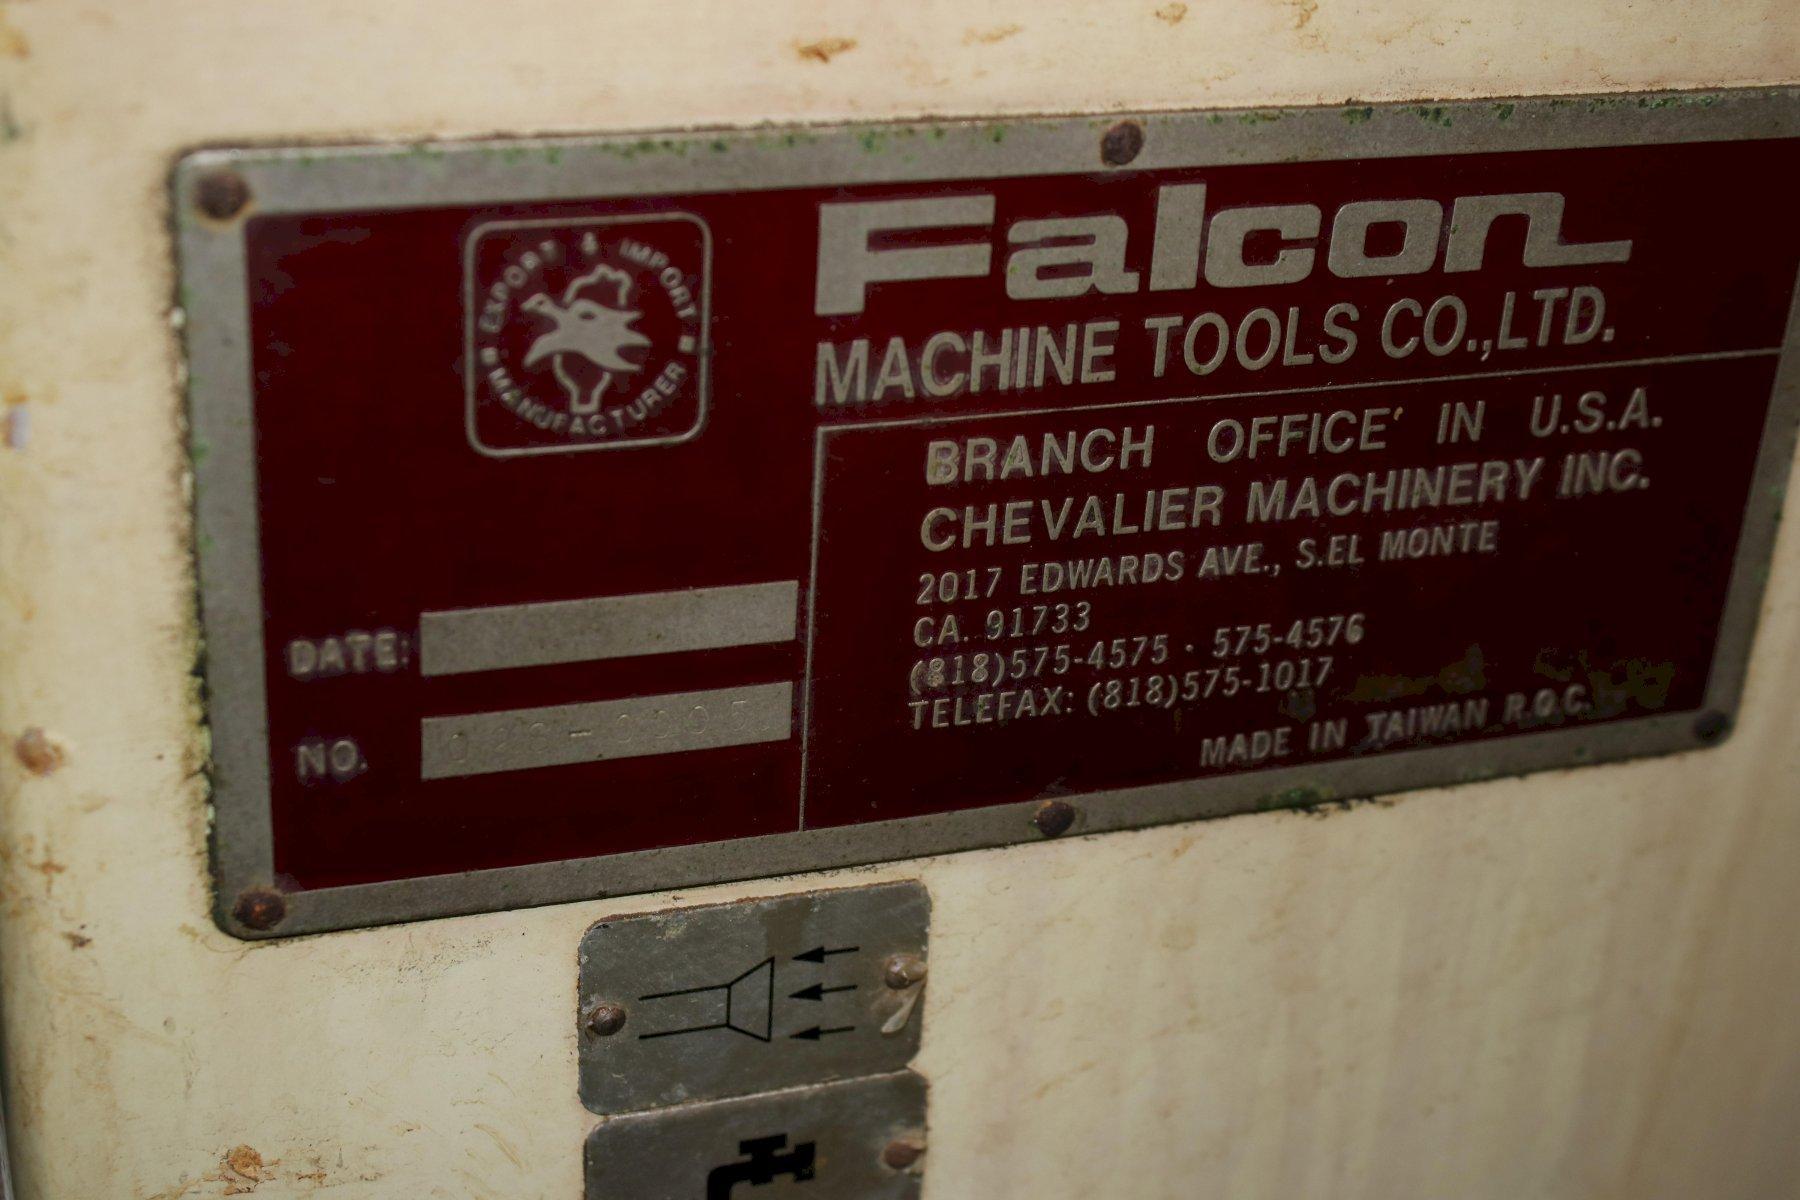 EXPORT & IMPORT
MANUFACTURER
Falcon
MACHINE TOOLS CO.,LTD.
BRANCH OFFICE IN U.S.A.
CHEVALIER MACHINERY INC.
2017 EDWARDS AVE., S.EL MONTE
CA. 91733
(818)575-4575 · 575-4576
TELEFAX: (818)575-1017
MADE IN TAIWAN R.O.C.
DATE:
NO.